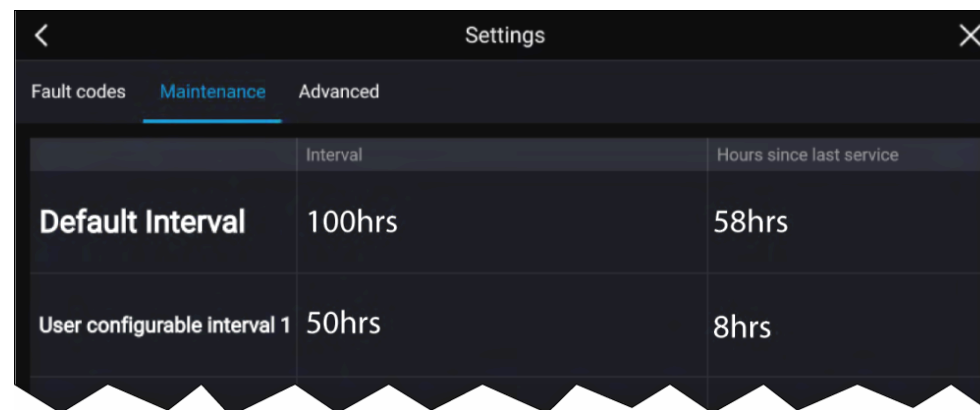 Settings
Fault codes Maintenance Advanced
Interval Hours since last service
Default Interval 100hrs 58hrs
User configurable interval 1 50hrs 8hrs